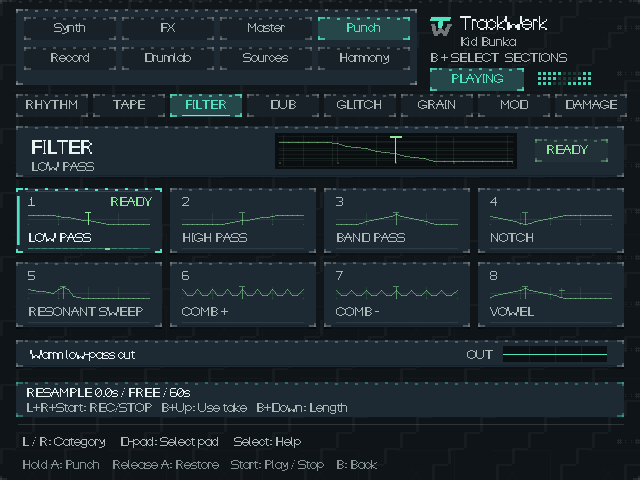 Synth FX Master Punch
Record Drumlab Sources Harmony
TrackWerk
Kid Bunka
B+SELECT SECTIONS
PLAYING
RHYTHM TAPE FILTER DUB GLITCH GRAIN MOD DAMAGE
FILTER
LOW PASS
READY
1 READY
LOW PASS
2
HIGH PASS
3
BAND PASS
4
NOTCH
5
RESONANT SWEEP
6
COMB+
7
COMB-
8
VOWEL
Warm low-pass cut OUT
RESAMPLE 0.0s / FREE / 60s
L+R+Start: REC/STOP B+Up: Use take B+Down: Length
L / R: Category D-pad: Select pad Select: Help
Hold A: Punch Release A: Restore Start: Play / Stop B: Back